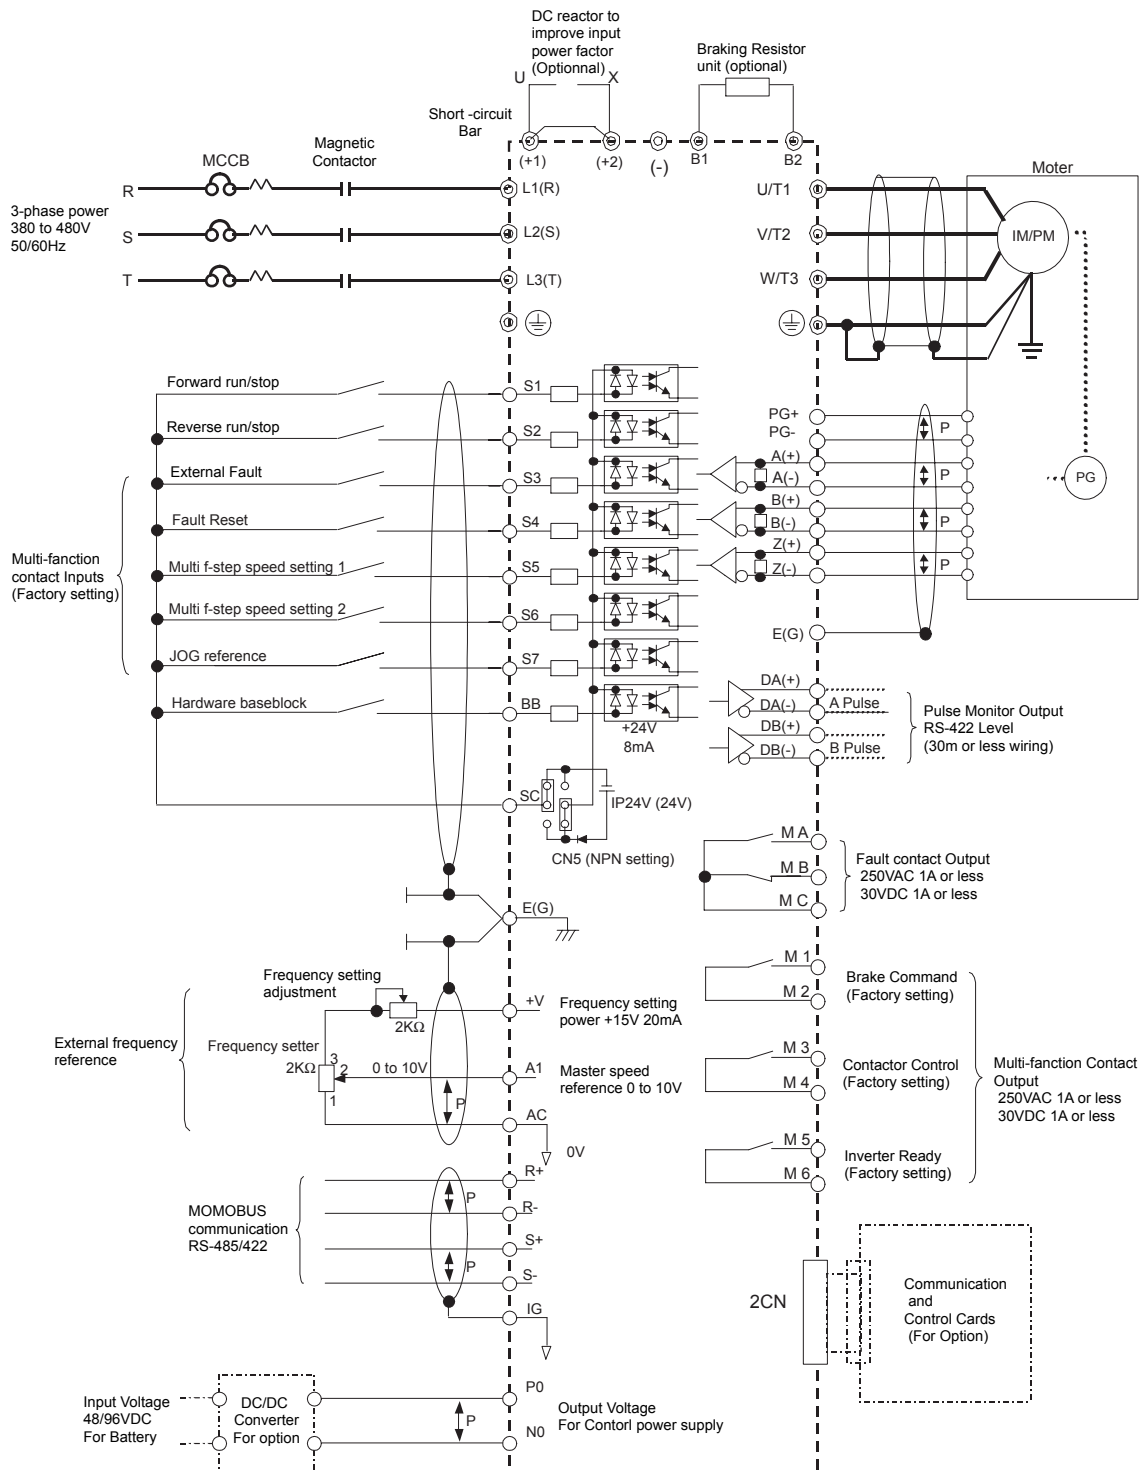 DC reactor to
improve input
power factor
(Optionnal)
U
X
Braking Resistor
unit (optional)
Short -circuit
Bar
(+1)
(+2)
(-)
B1
B2
MCCB
Magnetic
Contactor
3-phase power
380 to 480V
50/60Hz
R
S
T
L1(R)
L2(S)
L3(T)
U/T1
V/T2
W/T3
Moter
IM/PM
PG
Forward run/stop
Reverse run/stop
External Fault
Fault Reset
Multi f-step speed setting 1
Multi f-step speed setting 2
JOG reference
Hardware baseblock
Multi-fanction
contact Inputs
(Factory setting)
S1
S2
S3
S4
S5
S6
S7
BB
+24V
8mA
SC
IP24V (24V)
CN5 (NPN setting)
E(G)
PG+
PG-
A(+)
A(-)
B(+)
B(-)
Z(+)
Z(-)
P
P
P
P
E(G)
DA(+)
DA(-)
DB(+)
DB(-)
A Pulse
B Pulse
Pulse Monitor Output
RS-422 Level
(30m or less wiring)
M A
M B
M C
Fault contact Output
250VAC 1A or less
30VDC 1A or less
M 1
M 2
Brake Command
(Factory setting)
M 3
M 4
Contactor Control
(Factory setting)
M 5
M 6
Inverter Ready
(Factory setting)
Multi-fanction Contact
Output
250VAC 1A or less
30VDC 1A or less
External frequency
reference
Frequency setting
adjustment
2KΩ
Frequency setter
2KΩ
3
2
1
0 to 10V
P
+V
A1
AC
0V
Frequency setting
power +15V 20mA
Master speed
reference 0 to 10V
MOMOBUS
communication
RS-485/422
R+
R-
S+
S-
IG
P
P
2CN
Communication
and
Control Cards
(For Option)
Input Voltage
48/96VDC
For Battery
DC/DC
Converter
For option
P
P0
N0
Output Voltage
For Contorl power supply